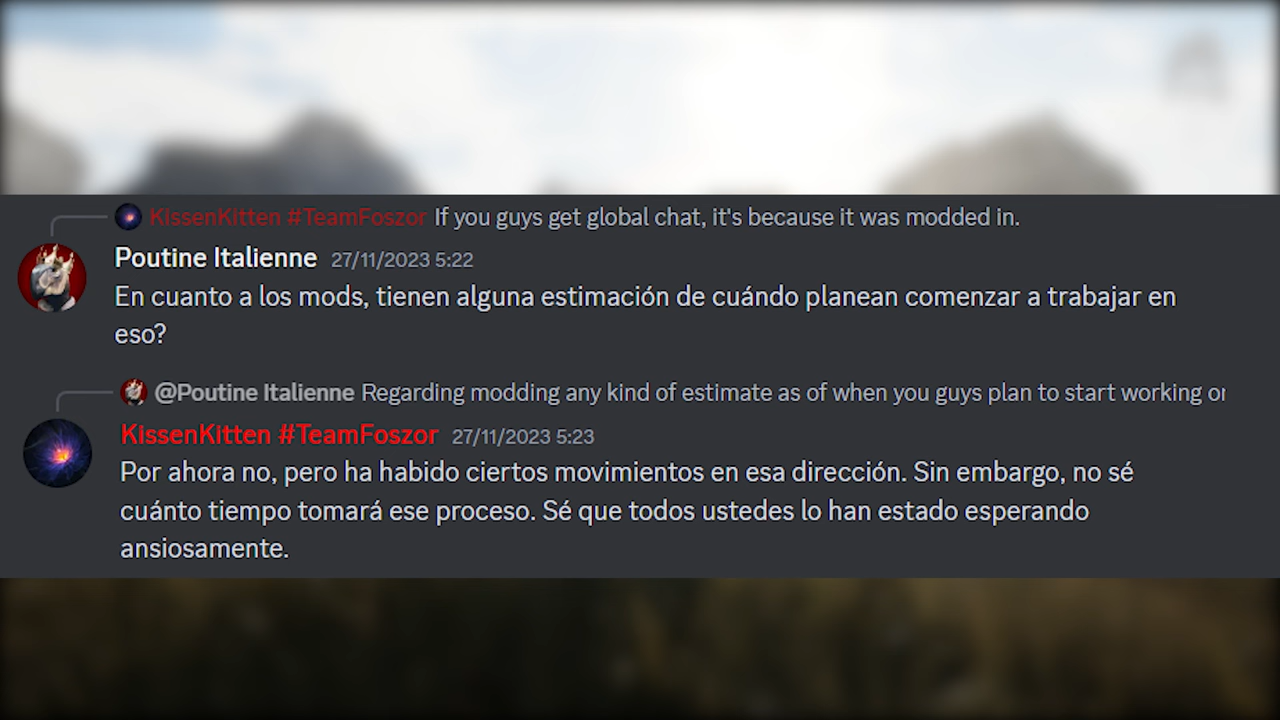 KissenKitten #TeamFoszor If you guys get global chat, it's because it was modded in.
Poutine Italienne 27/11/2023 5:22
En cuanto a los mods, tienen alguna estimación de cuándo planean comenzar a trabajar en
eso?
@Poutine Italienne Regarding modding any kind of estimate as of when you guys plan to start working on
KissenKitten #TeamFoszor 27/11/2023 5:23
Por ahora no, pero ha habido ciertos movimientos en esa dirección. Sin embargo, no sé
cuánto tiempo tomará ese proceso. Sé que todos ustedes lo han estado esperando
ansiosamente.